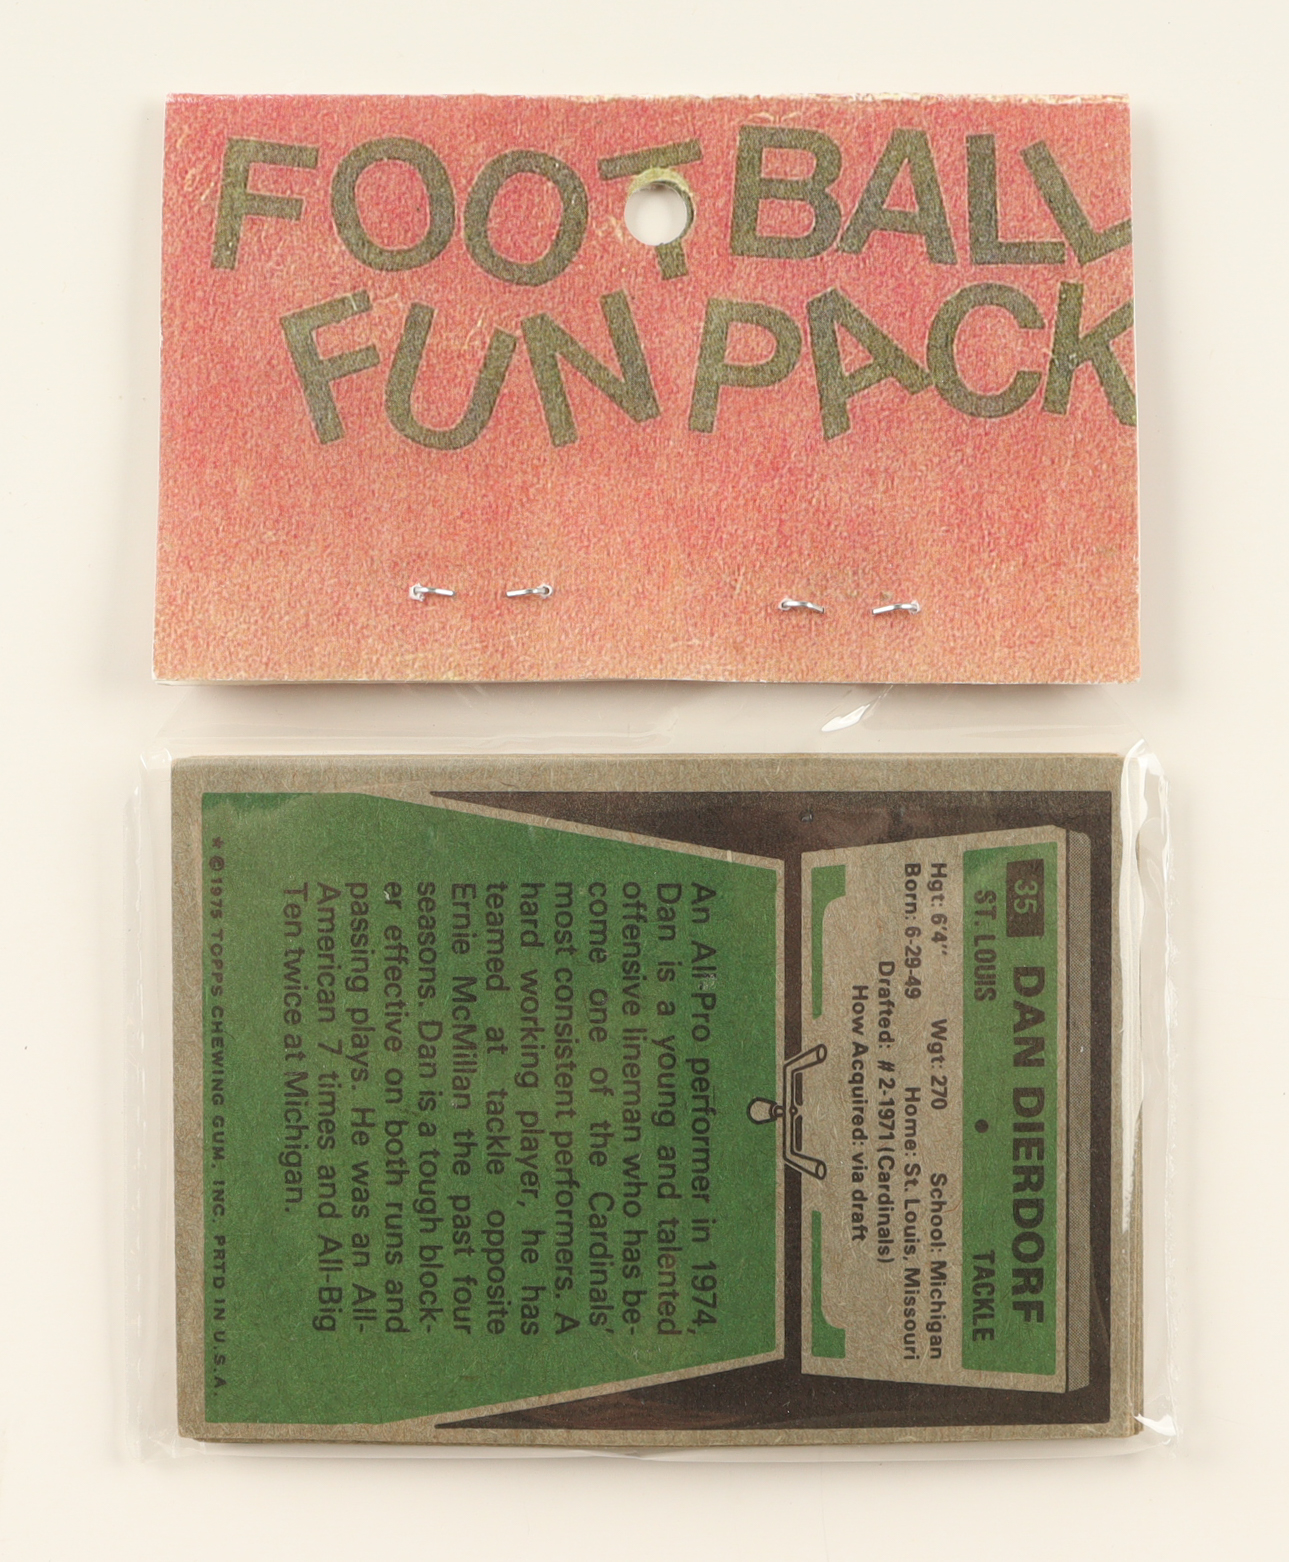 FOOTBALL
FUN PACK
35 DAN DIERDORF
ST. LOUIS • TACKLE
Hgt: 6'4" Wgt: 270 School: Michigan
Born: 6-29-49 Home: St. Louis, Missouri
Drafted: #2-1971 (Cardinals)
How Acquired: via draft
An All-Pro performer in 1974,
Dan is a young and talented
offensive lineman who has be-
come one of the Cardinals'
most consistent performers. A
hard working player, he has
teamed at tackle opposite
Ernie McMillan the past four
seasons. Dan is a tough block-
er effective on both runs and
passing plays. He was an All-
American 7 times and All-Big
Ten twice at Michigan.
* © 1975 TOPPS CHEWING GUM, INC. PRTD IN U.S.A.